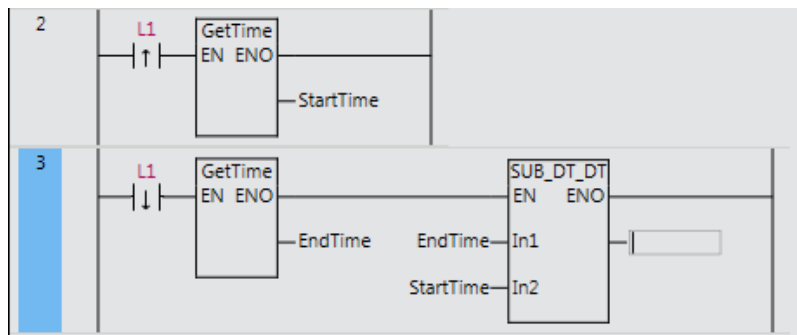 2
L1
GetTime
EN ENO
StartTime
3
L1
GetTime
SUB_DT_DT
EN ENO
EN ENO
EndTime
EndTime
In1
StartTime
In2